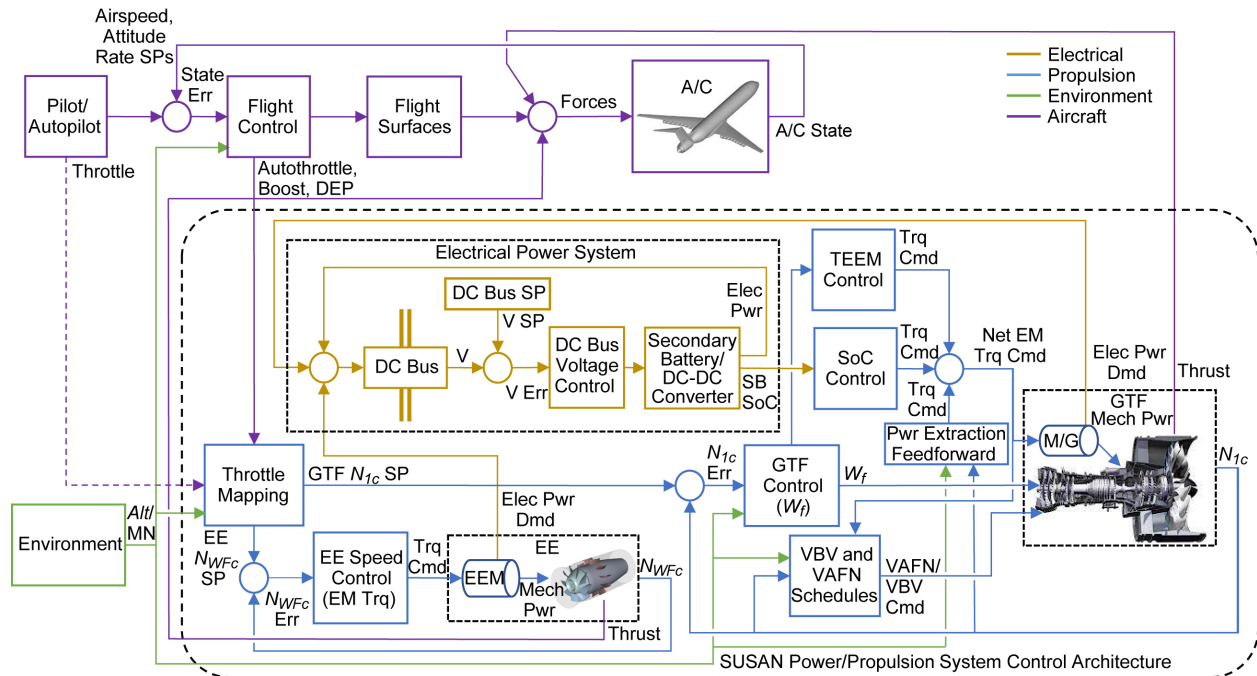 Airspeed,
Attitude
Rate SPs
State
Err
Pilot/
Autopilot
Flight
Control
Flight
Surfaces
Forces
A/C
A/C State
Electrical
Propulsion
Environment
Aircraft
Throttle
Autothrottle,
Boost, DEP
Electrical Power System
DC Bus SP
V SP
Elec
Pwr
DC Bus
V
V Err
DC Bus
Voltage
Control
Secondary
Battery/
DC-DC
Converter
SB
SoC
TEEM
Control
Trq
Cmd
SoC
Control
Trq
Cmd
Trq
Cmd
Net EM
Trq Cmd
Pwr Extraction
Feedforward
Elec Pwr
Dmd
Thrust
GTF
Mech Pwr
M/G
N1c
Throttle
Mapping
GTF N1c SP
N1c
Err
GTF
Control
(Wf)
Wf
Environment
Alt/
MN
EE
NWFc
SP
NWFc
Err
EE Speed
Control
(EM Trq)
Trq
Cmd
Elec Pwr
Dmd
EE
EEM
Mech
Pwr
NWFc
Thrust
VBV and
VAFN
Schedules
VAFN/
VBV
Cmd
SUSAN Power/Propulsion System Control Architecture